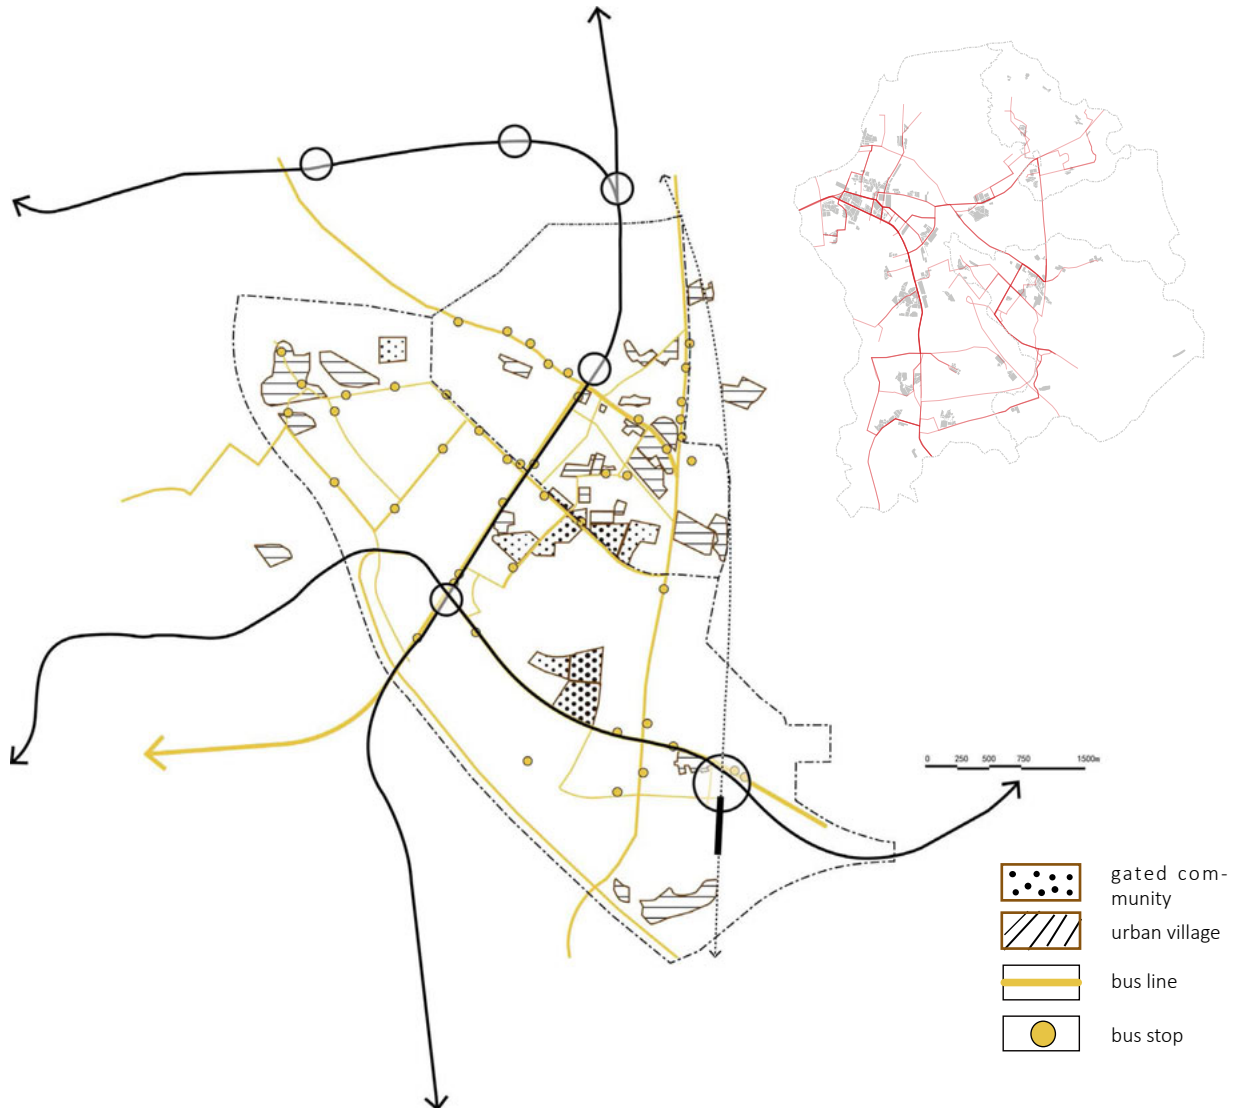 0 250 500 750 1500m
gated com-
munity
urban village
bus line
bus stop